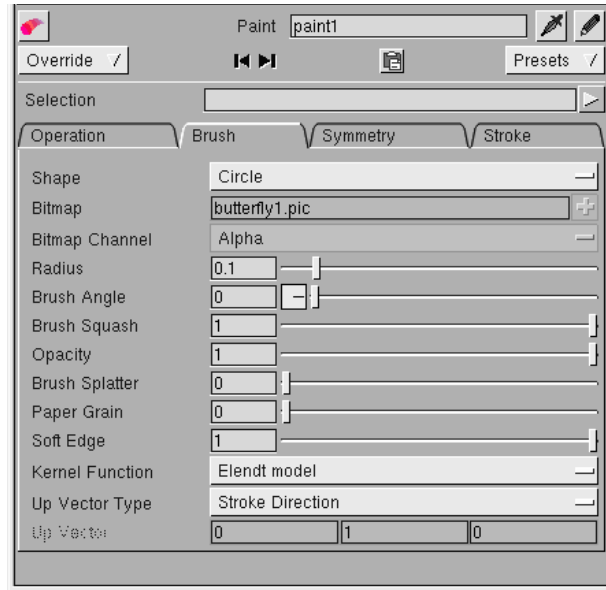 Paint paint1
Override Presets
Selection
Operation Brush Symmetry Stroke
Shape Circle
Bitmap butterfly1.pic
Bitmap Channel Alpha
Radius 0.1
Brush Angle 0
Brush Squash 1
Opacity 1
Brush Splatter 0
Paper Grain 0
Soft Edge 1
Kernel Function Elendt model
Up Vector Type Stroke Direction
Up Vector 0 1 0